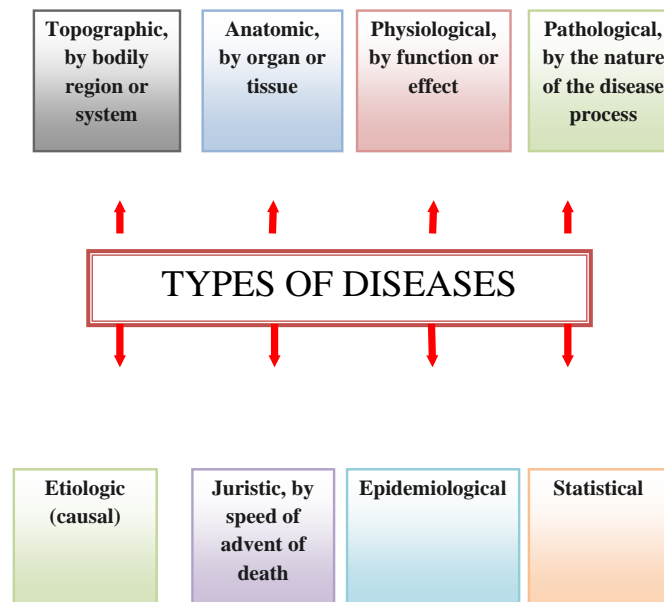 Topographic,
by bodily
region or
system
Anatomic,
by organ or
tissue
Physiological,
by function or
effect
Pathological,
by the nature
of the disease
process
TYPES OF DISEASES
Etiologic
(causal)
Juristic, by
speed of
advent of
death
Epidemiological
Statistical